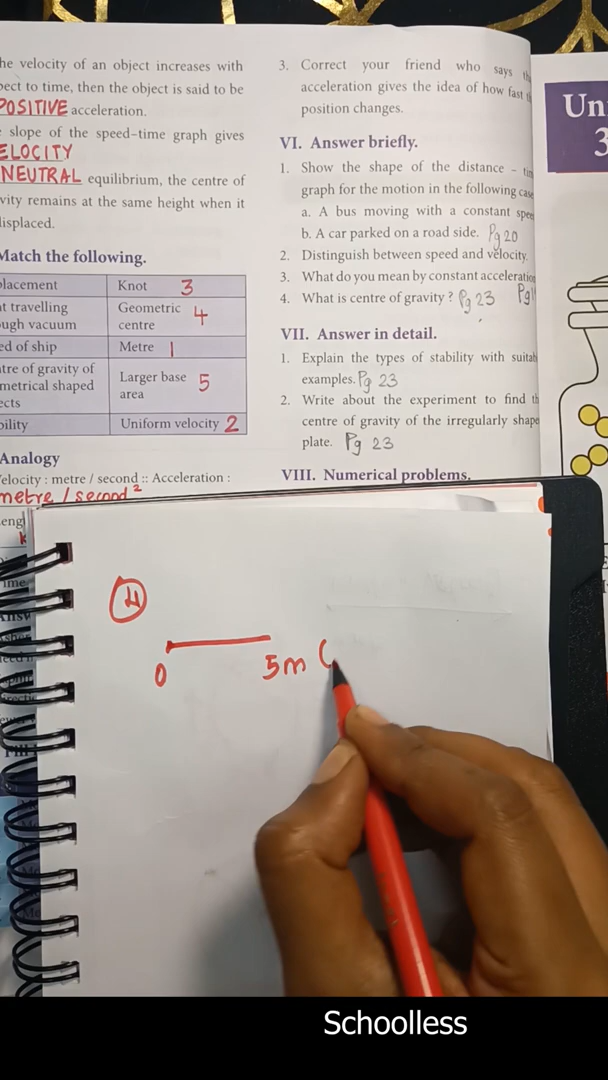 he velocity of an object increases with
pect to time, then the object is said to be
POSITIVE acceleration.
slope of the speed-time graph gives
ELOCITY
NEUTRAL equilibrium, the centre of
vity remains at the same height when it
displaced.
Match the following.
placement Knot 3
t travelling
ough vacuum Geometric
centre 4
ed of ship Metre 1
tre of gravity of
metrical shaped
ects Larger base
area 5
bility Uniform velocity 2
Analogy
elocity : metre / second :: Acceleration :
metre / second²
3. Correct your friend who says th
acceleration gives the idea of how fast t
position changes.
VI. Answer briefly.
1. Show the shape of the distance – tim
graph for the motion in the following case
a. A bus moving with a constant spee
b. A car parked on a road side. Pg 20
2. Distinguish between speed and velocity.
3. What do you mean by constant acceleratio
4. What is centre of gravity ? Pg 23 Pg1
VII. Answer in detail.
1. Explain the types of stability with suitab
examples. Pg 23
2. Write about the experiment to find th
centre of gravity of the irregularly shape
plate. Pg 23
VIII. Numerical problems.
Un
3
0 5m (
Schoolless